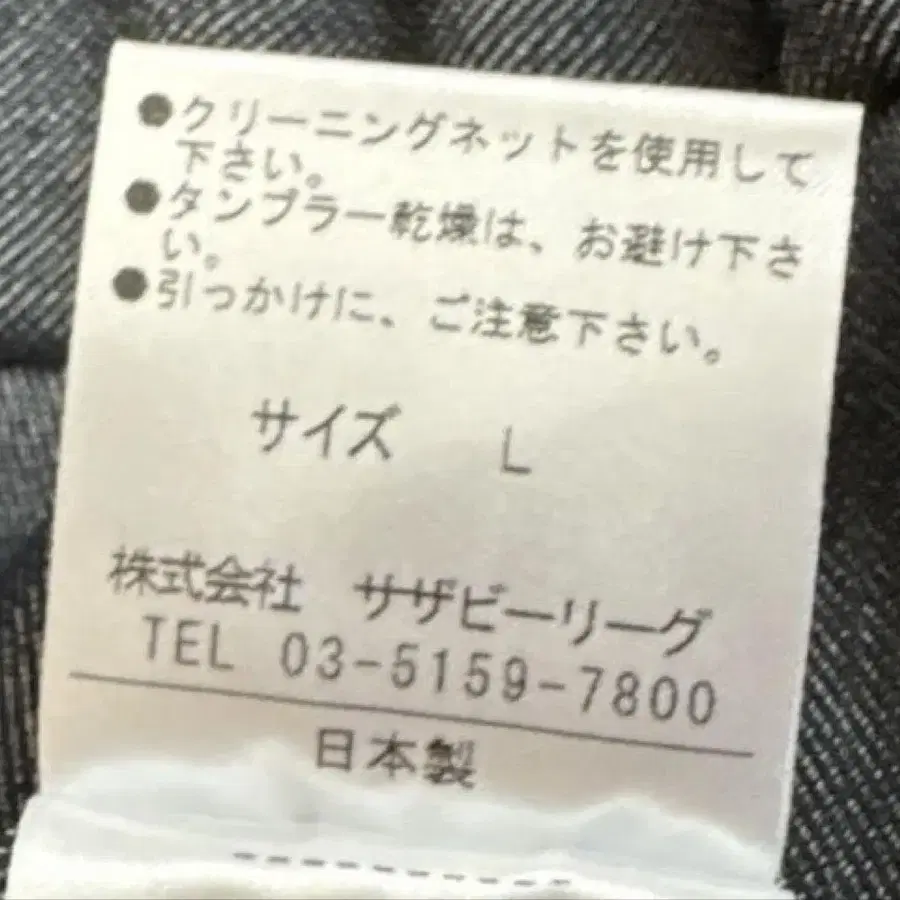 ●クリーニングネットを使用して
下さい。
●タンブラー乾燥は、お避け下さ
い。
●引っかけに、ご注意下さい。
サイズ L
株式会社 サザビーリーグ
TEL 03-5159-7800
日本製